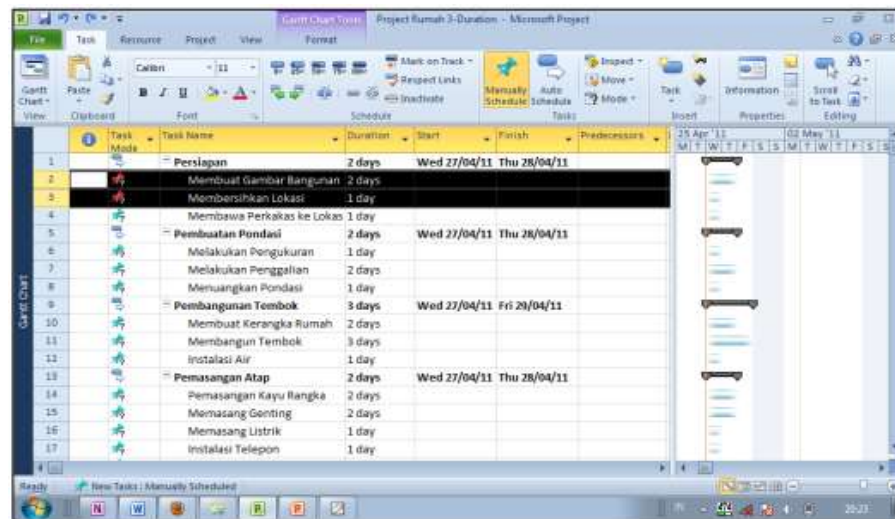 Gantt Chart Tools Project Rumah 3-Duration - Microsoft Project
File Task Resource Project View Format
Calibri 11 Mark on Track Inspect
Respect Links Move
Gantt Chart Paste B I U Inactivate Manually Schedule Auto Schedule Mode Task Information Scroll to Task
View Clipboard Font Schedule Tasks Insert Properties Editing
Task Mode Task Name Duration Start Finish Predecessors 25 Apr '11 02 May '11
M T W T F S S M T W T F S S
1 Persiapan 2 days Wed 27/04/11 Thu 28/04/11
2 Membuat Gambar Bangunan 2 days
3 Membersihkan Lokasi 1 day
4 Membawa Perkakas ke Lokas 1 day
5 Pembuatan Pondasi 2 days Wed 27/04/11 Thu 28/04/11
6 Melakukan Pengukuran 1 day
7 Melakukan Penggalian 2 days
8 Menuangkan Pondasi 1 day
9 Pembangunan Tembok 3 days Wed 27/04/11 Fri 29/04/11
10 Membuat Kerangka Rumah 2 days
11 Membangun Tembok 3 days
12 Instalasi Air 1 day
13 Pemasangan Atap 2 days Wed 27/04/11 Thu 28/04/11
14 Pemasangan Kayu Rangka 2 days
15 Memasang Genting 2 days
16 Memasang Listrik 1 day
17 Instalasi Telepon 1 day
Gantt Chart
Ready New Tasks : Manually Scheduled
20:23